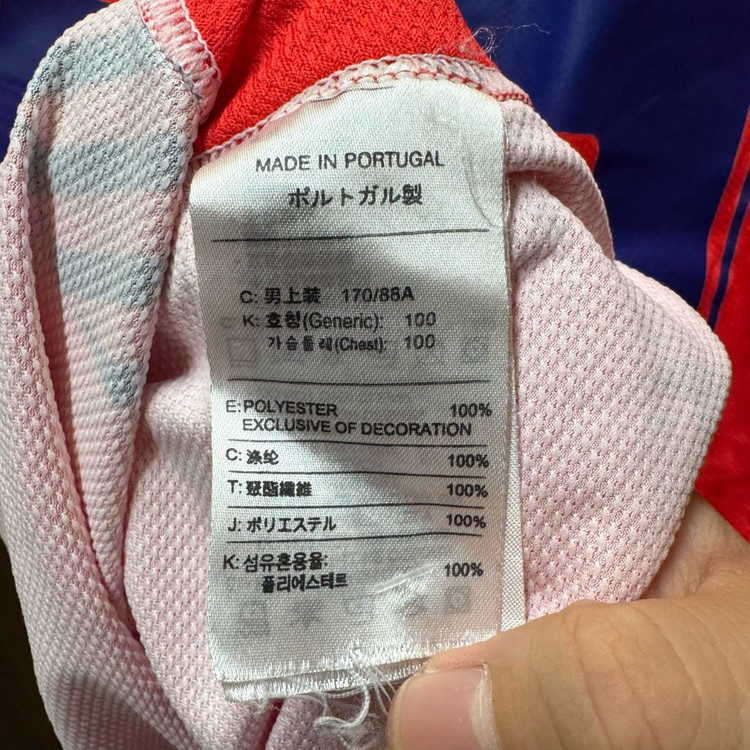 MADE IN PORTUGAL
ポルトガル製
C: 男上装 170/88A
K: 호칭(Generic): 100
가슴둘레(Chest): 100
E: POLYESTER 100%
EXCLUSIVE OF DECORATION
C: 涤纶 100%
T: 聚酯纖維 100%
J: ポリエステル 100%
K: 섬유혼용율:
폴리에스테르 100%